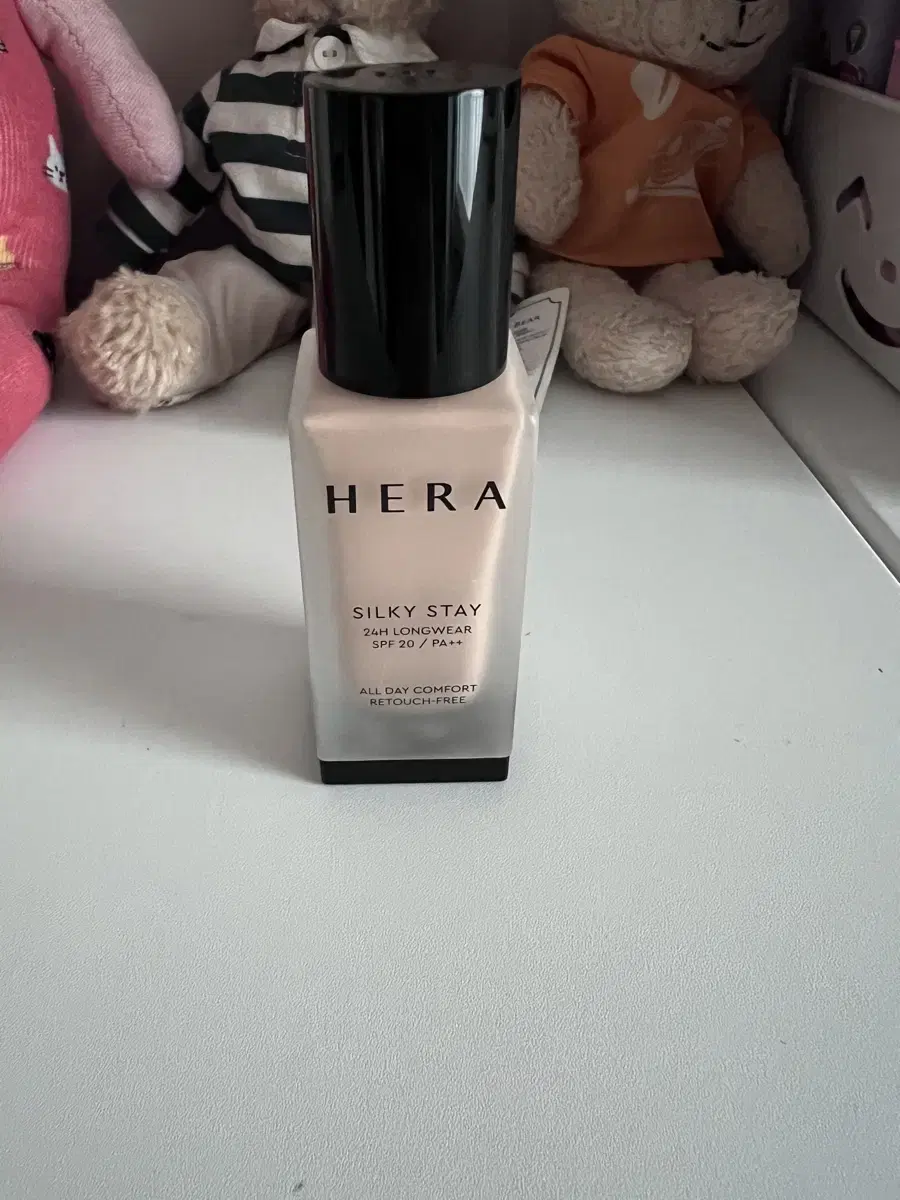 HERA
SILKY STAY
24H LONGWEAR
SPF 20 / PA++
ALL DAY COMFORT
RETOUCH-FREE